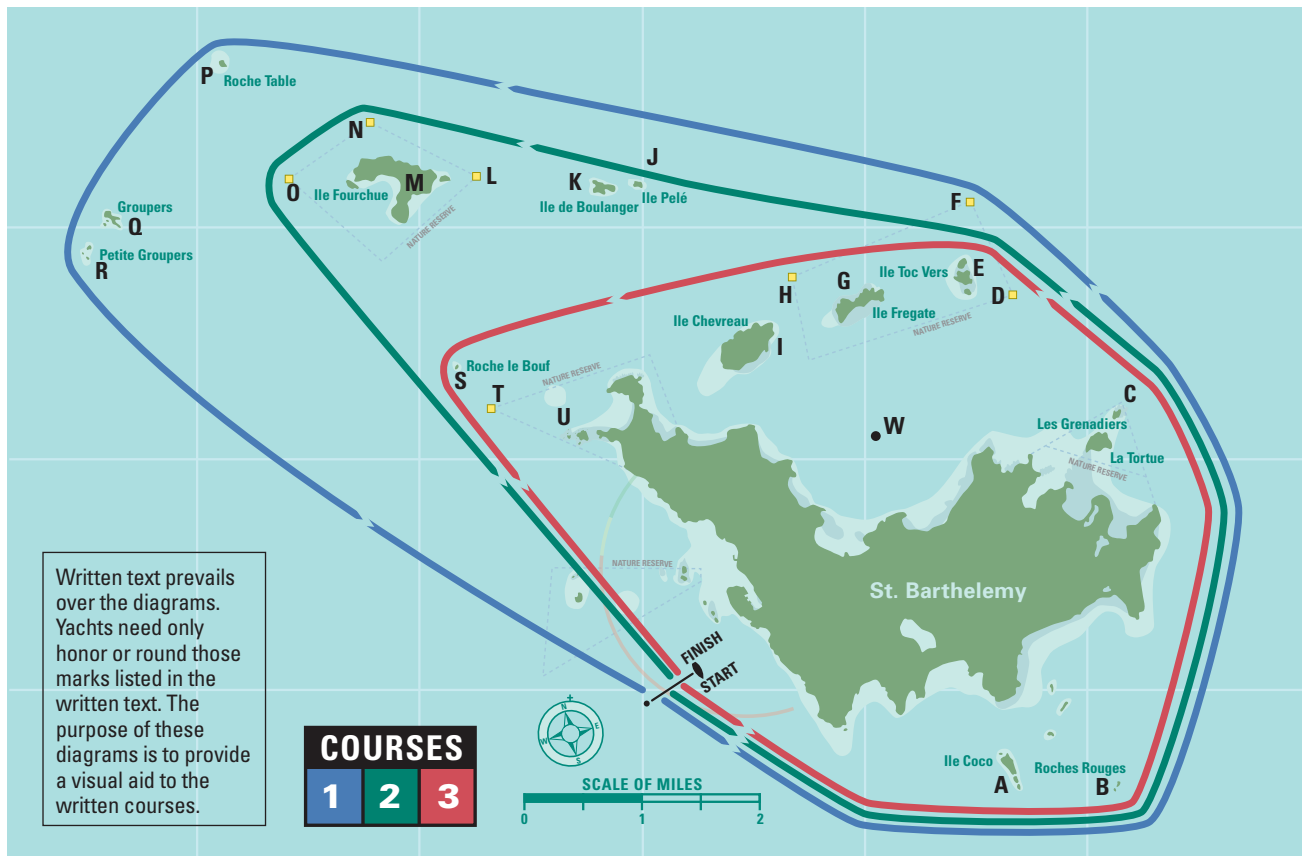 P
Roche Table
N
O
Ile Fourchue
M
L
NATURE RESERVE
J
K
Ile de Boulanger
Ile Pelé
F
Groupers
Q
Petite Groupers
R
Ile Toc Vers
E
D
H
G
Ile Fregate
NATURE RESERVE
Ile Chevreau
I
Roche le Bouf
S
T
NATURE RESERVE
U
W
C
Les Grenadiers
La Tortue
NATURE RESERVE
NATURE RESERVE
St. Barthelemy
FINISH
START
Written text prevails
over the diagrams.
Yachts need only
honor or round those
marks listed in the
written text. The
purpose of these
diagrams is to provide
a visual aid to the
written courses.
COURSES
1 2 3
N
E
W
S
SCALE OF MILES
0 1 2
Ile Coco
A
Roches Rouges
B